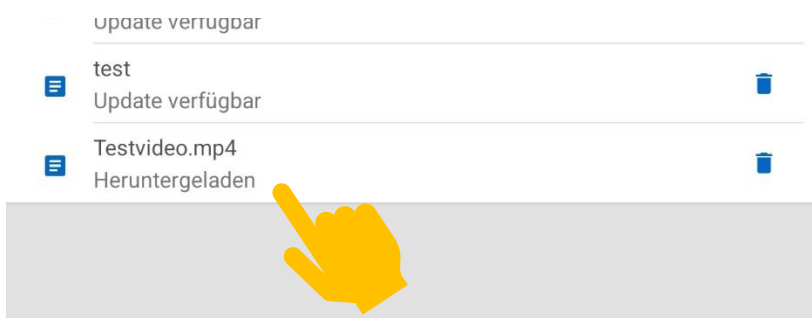 Update verfügbar
test
Update verfügbar
Testvideo.mp4
Heruntergeladen